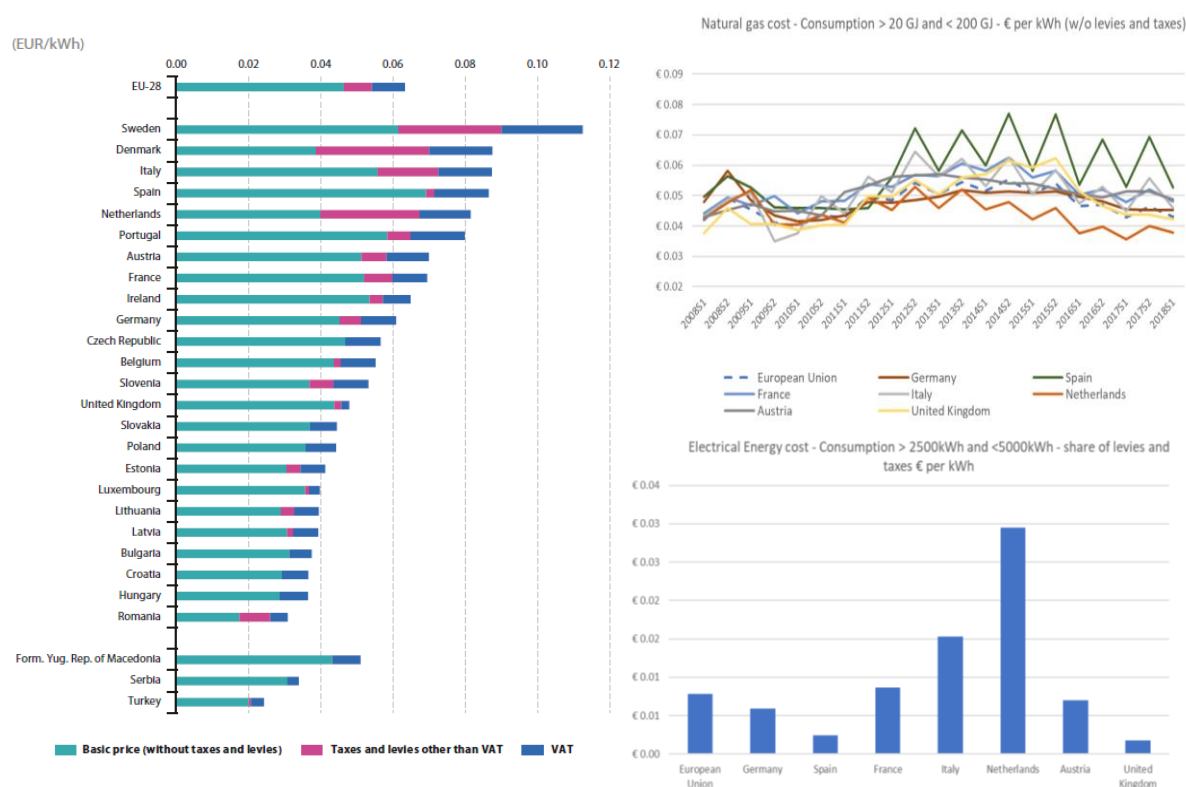 (EUR/kWh)
0.00 0.02 0.04 0.06 0.08 0.10 0.12
EU-28
Sweden
Denmark
Italy
Spain
Netherlands
Portugal
Austria
France
Ireland
Germany
Czech Republic
Belgium
Slovenia
United Kingdom
Slovakia
Poland
Estonia
Luxembourg
Lithuania
Latvia
Bulgaria
Croatia
Hungary
Romania
Form. Yug. Rep. of Macedonia
Serbia
Turkey
Basic price (without taxes and levies) Taxes and levies other than VAT VAT
Natural gas cost - Consumption > 20 GJ and < 200 GJ - € per kWh (w/o levies and taxes)
€ 0.09
€ 0.08
€ 0.07
€ 0.06
€ 0.05
€ 0.04
€ 0.03
€ 0.02
2008S1 2008S2 2009S1 2009S2 2010S1 2010S2 2011S1 2011S2 2012S1 2012S2 2013S1 2013S2 2014S1 2014S2 2015S1 2015S2 2016S1 2016S2 2017S1 2017S2 2018S1
European Union Germany Spain
France Italy Netherlands
Austria United Kingdom
Electrical Energy cost - Consumption > 2500kWh and <5000kWh - share of levies and
taxes € per kWh
€ 0.04
€ 0.03
€ 0.03
€ 0.02
€ 0.02
€ 0.01
€ 0.01
€ 0.00
European Germany Spain France Italy Netherlands Austria United
Union Kingdom